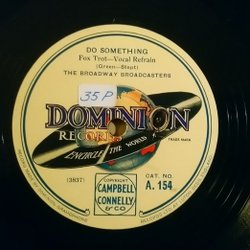 DO SOMETHING
Fox Trot—Vocal Refrain
(Green—Stept)
THE BROADWAY BROADCASTERS
35P
DOMINION
TRADE MARK
RECORDS
ENCIRCLE THE WORLD
(3837)
COPYRIGHT
CAMPBELL
CONNELLY
& CO
CAT. NO.
A. 154